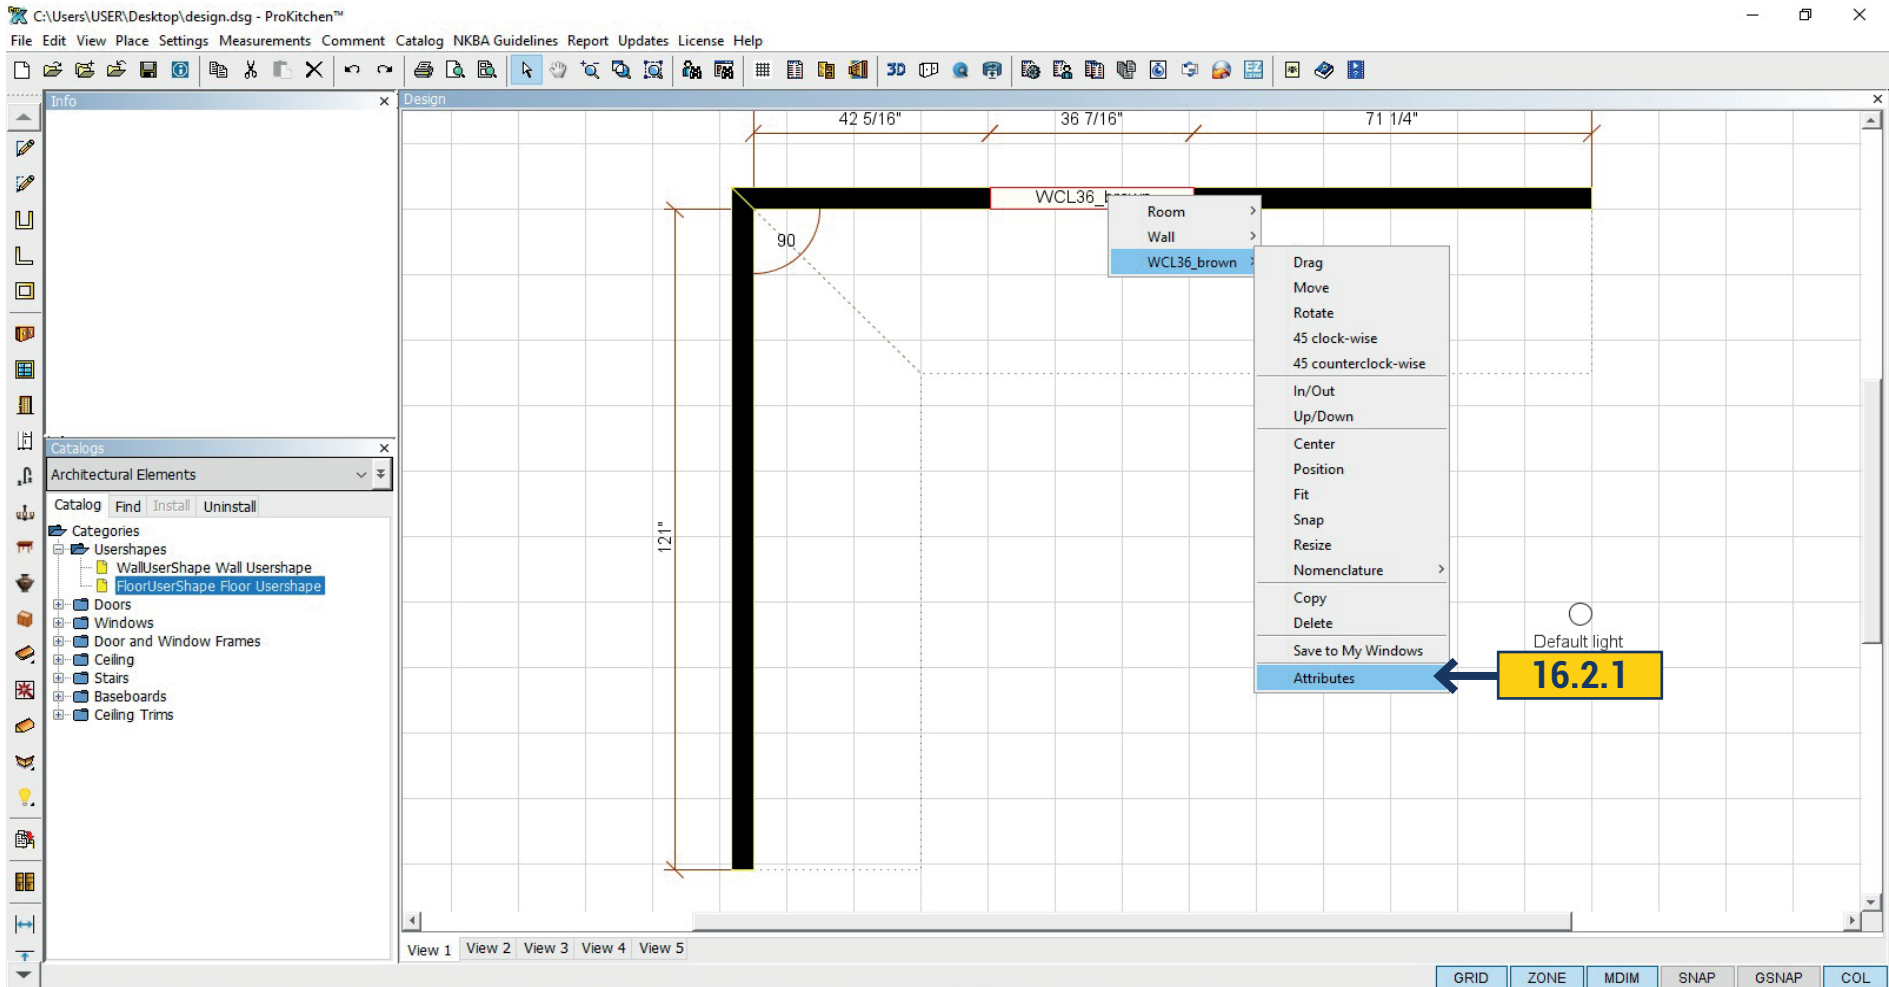 C:\Users\USER\Desktop\design.dsg - ProKitchen™
File Edit View Place Settings Measurements Comment Catalog NKBA Guidelines Report Updates License Help
3D
EZ
Info
Design
42 5/16"
36 7/16"
71 1/4"
90
121"
Room
Wall
WCL36_brown
Drag
Move
Rotate
45 clock-wise
45 counterclock-wise
In/Out
Up/Down
Center
Position
Fit
Snap
Resize
Nomenclature
Copy
Delete
Save to My Windows
Attributes
Default light
16.2.1
Catalogs
Architectural Elements
Catalog Find Install Uninstall
Categories
Usershapes
WallUserShape Wall Usershape
FloorUserShape Floor Usershape
Doors
Windows
Door and Window Frames
Ceiling
Stairs
Baseboards
Ceiling Trims
View 1 View 2 View 3 View 4 View 5
GRID ZONE MDIM SNAP GSNAP COL